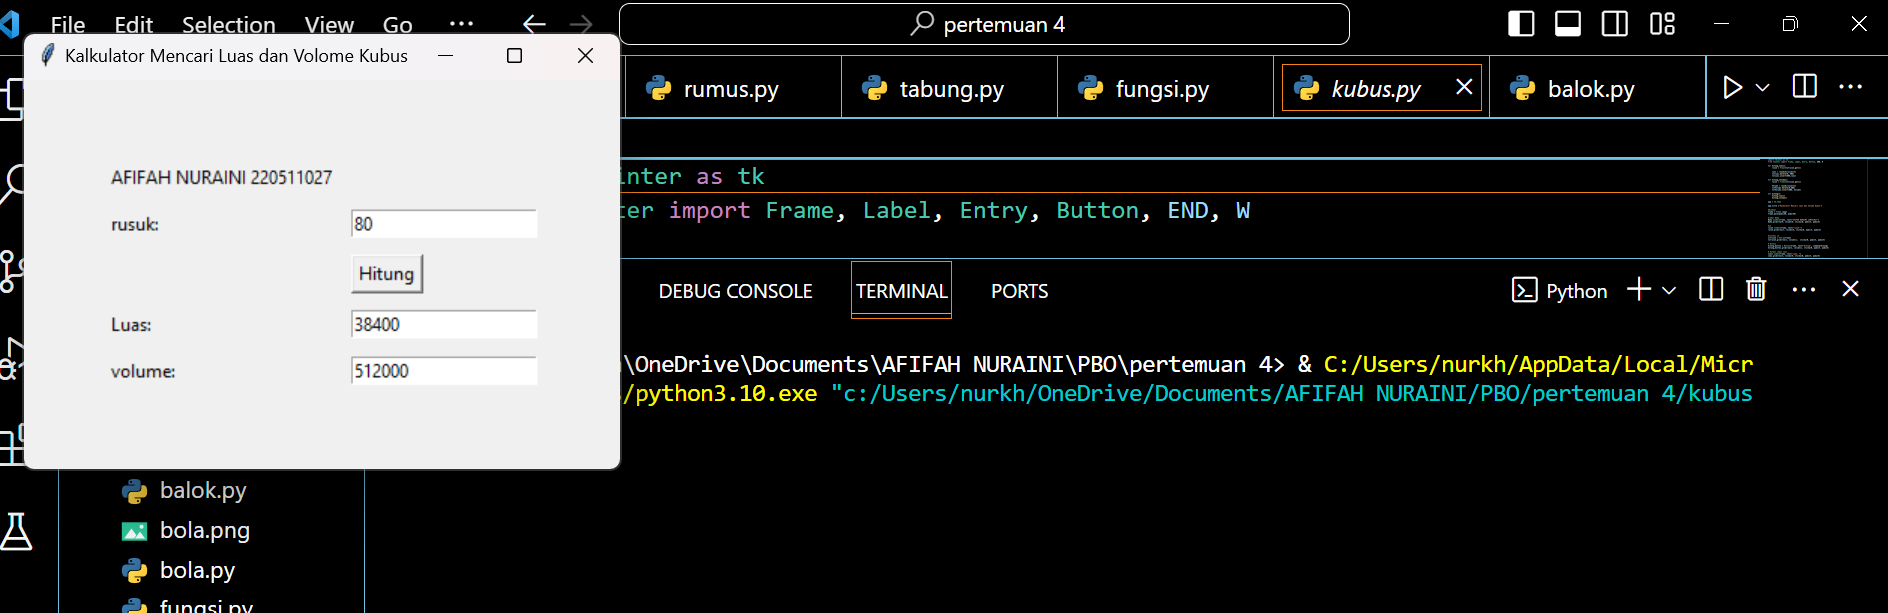 File Edit Selection View Go ... pertemuan 4
Kalkulator Mencari Luas dan Volome Kubus
rumus.py tabung.py fungsi.py kubus.py balok.py
AFIFAH NURAINI 220511027
rusuk: 80
Hitung
Luas: 38400
volume: 512000
inter as tk
ter import Frame, Label, Entry, Button, END, W
DEBUG CONSOLE TERMINAL PORTS Python
\OneDrive\Documents\AFIFAH NURAINI\PBO\pertemuan 4> & C:/Users/nurkh/AppData/Local/Micr
/python3.10.exe "c:/Users/nurkh/OneDrive/Documents/AFIFAH NURAINI/PBO/pertemuan 4/kubus
balok.py
bola.png
bola.py
fungsi.py